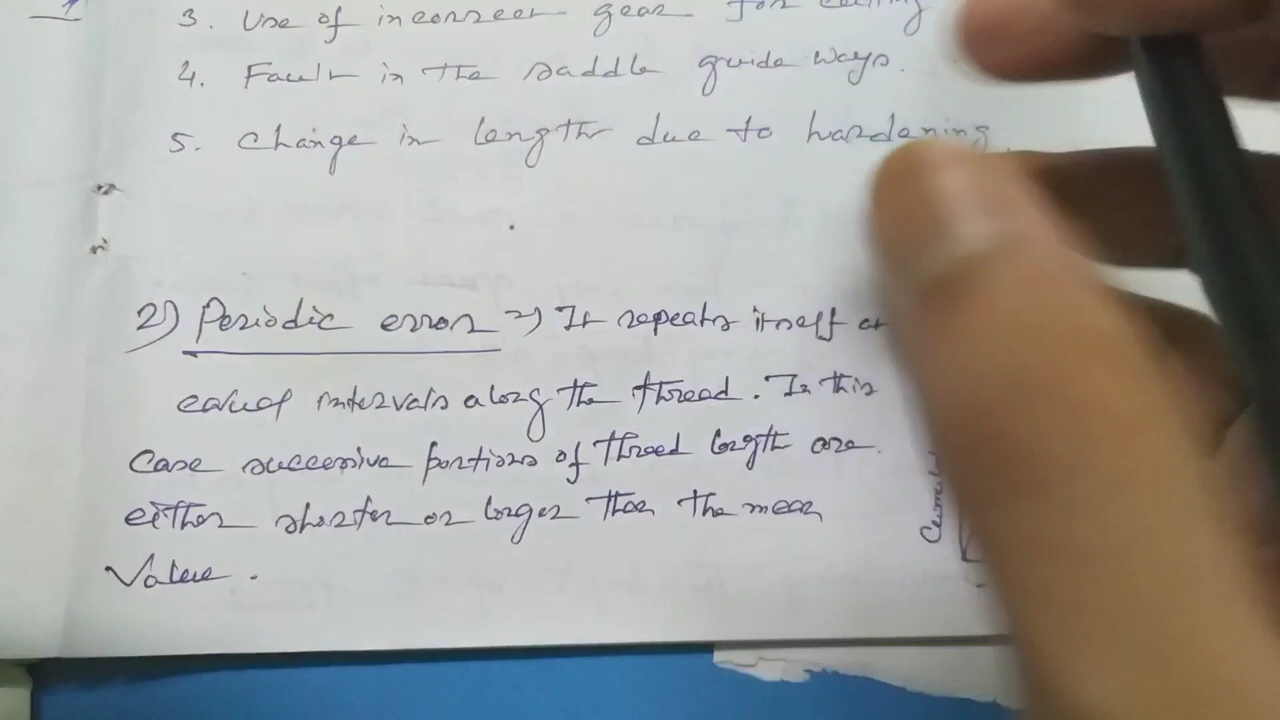 3. Use of incorrect gear for cutting
4. Fault in the saddle guide ways.
5. Change in length due to hardening
2) Periodic error => It repeats itself at
equal intervals along the thread. In this
Case successive portions of thread length are
either shorter or longer than the mean
Value.